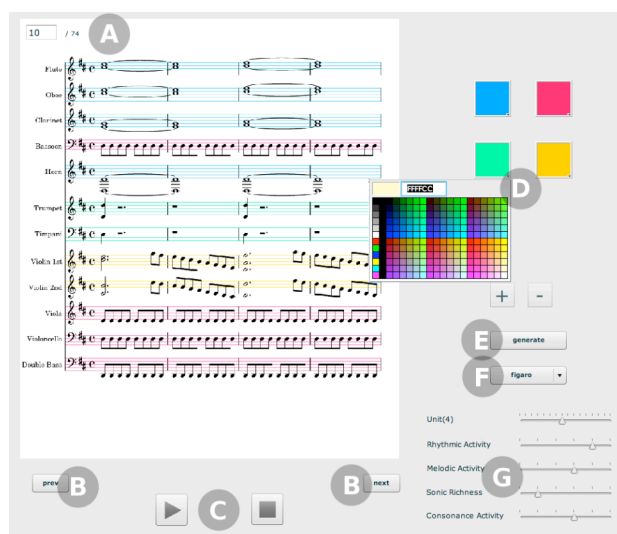 10 / 74
A
Flute
Oboe
Clarinet
Bassoon
Horn
Trumpet
Timpani
Violin 1st
Violin 2nd
Viola
Violoncello
Double Bass
FFFFCC
D
+ -
E generate
F figaro
Unit(4)
Rhythmic Activity
Melodic Activity
G
Sonic Richness
Consonance Activity
prev B
B next
C